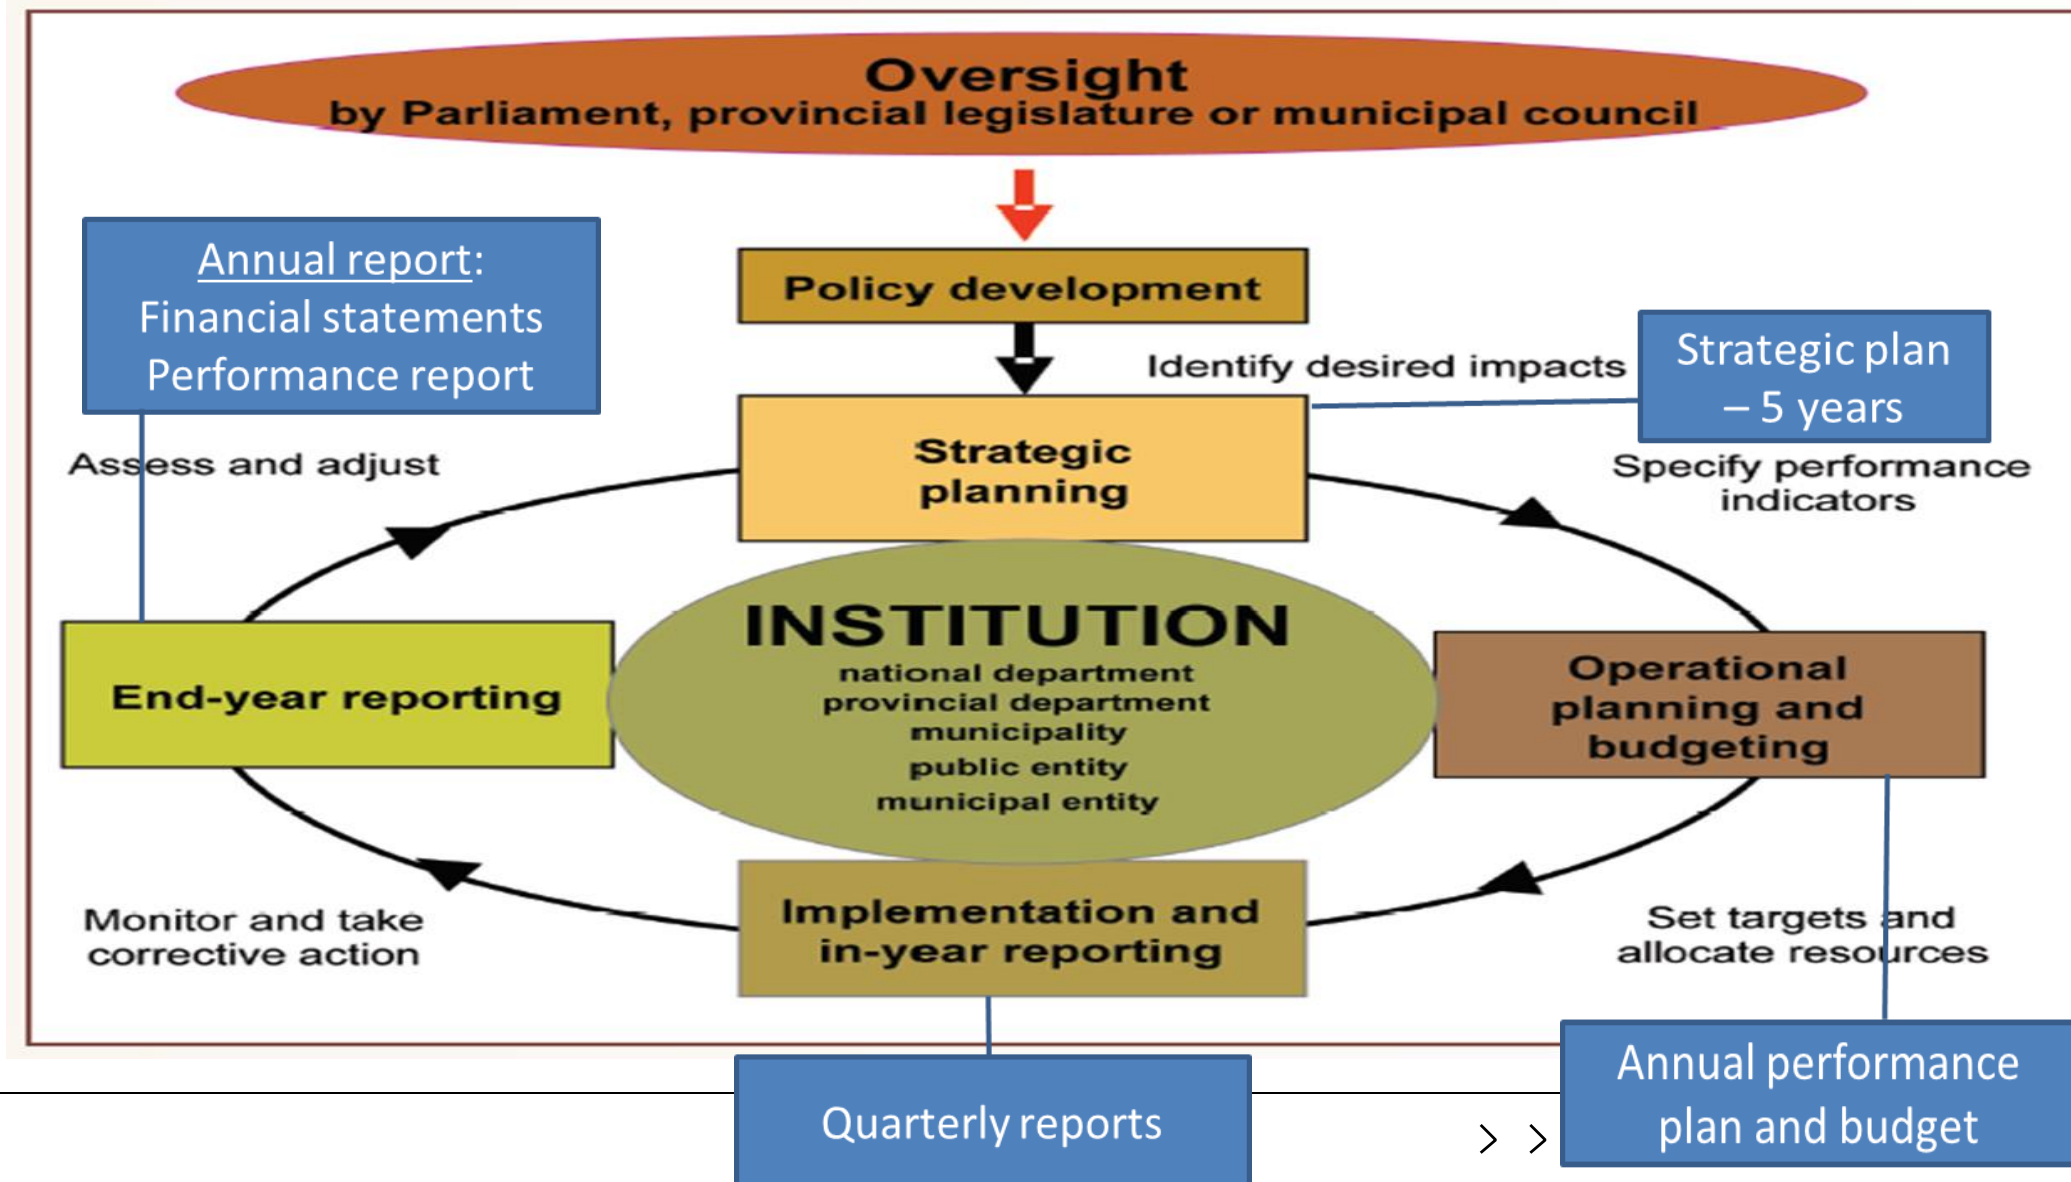 Oversight
by Parliament, provincial legislature or municipal council
Annual report:
Financial statements
Performance report
Policy development
Identify desired impacts
Strategic plan
– 5 years
Strategic
planning
Assess and adjust
Specify performance
indicators
INSTITUTION
national department
provincial department
municipality
public entity
municipal entity
End-year reporting
Operational
planning and
budgeting
Implementation and
in-year reporting
Monitor and take
corrective action
Set targets and
allocate resources
Quarterly reports
> >
Annual performance
plan and budget